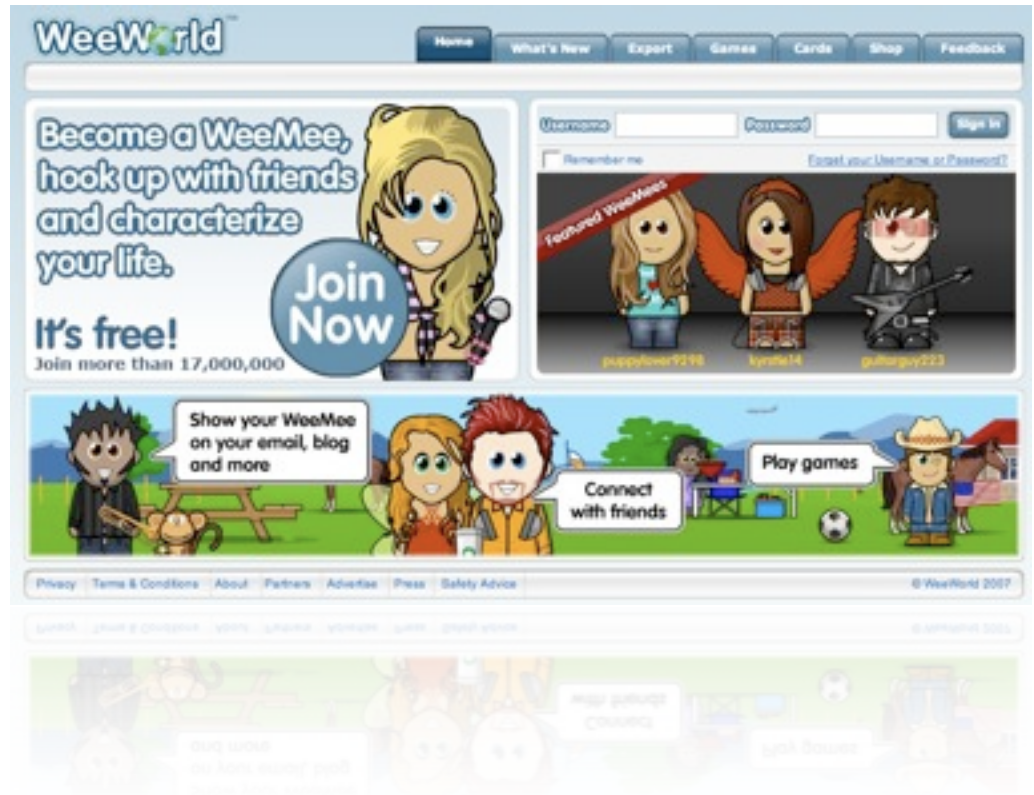 WeeWorld™
Home What's New Export Games Cards Shop Feedback
Become a WeeMee,
hook up with friends
and characterize
your life.
Join
Now
It's free!
Join more than 17,000,000
Username Password Sign In
Remember me Forget your Username or Password?
Featured WeeMees
puppylover9298 kyrstie14 guitarguy223
Show your WeeMee
on your email, blog
and more
Connect
with friends
Play games
Privacy Terms & Conditions About Partners Advertise Press Safety Advice © WeeWorld 2007